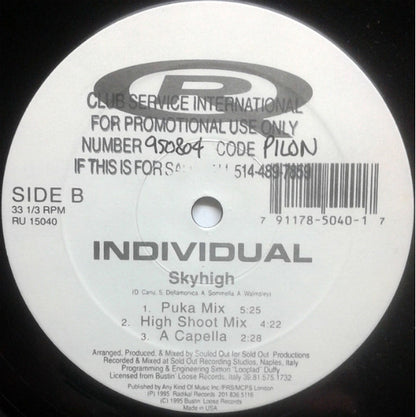 R
CLUB SERVICE INTERNATIONAL
FOR PROMOTIONAL USE ONLY
NUMBER 950804 CODE PILON
IF THIS IS FOR 514-489-7859
SIDE B
33 1/3 RPM
RU 15040
7 91178-5040-1 7
INDIVIDUAL
Skyhigh
(D. Canu, S. Dellamonica, A. Sommella, A. Walmpley)
1. Puka Mix 5:25
2. High Shoot Mix 4:22
3. A Capella 2:28
Arranged, Produced, & Mixed by Souled Out for Sold Out Productions
Recorded & Mixed at Sold Recording Studios, Naples, Italy
Programming & Engineering Simon "Looplad" Duffy
Licensed from Bustin' Loose Records, Italy 39.81.575.1732
Published by Any Kind Of Music Inc/PRS/MCPS London
(P) 1995 Radikal Records 201.836.5116
(C) 1995 Bustin' Loose Records
Made in USA